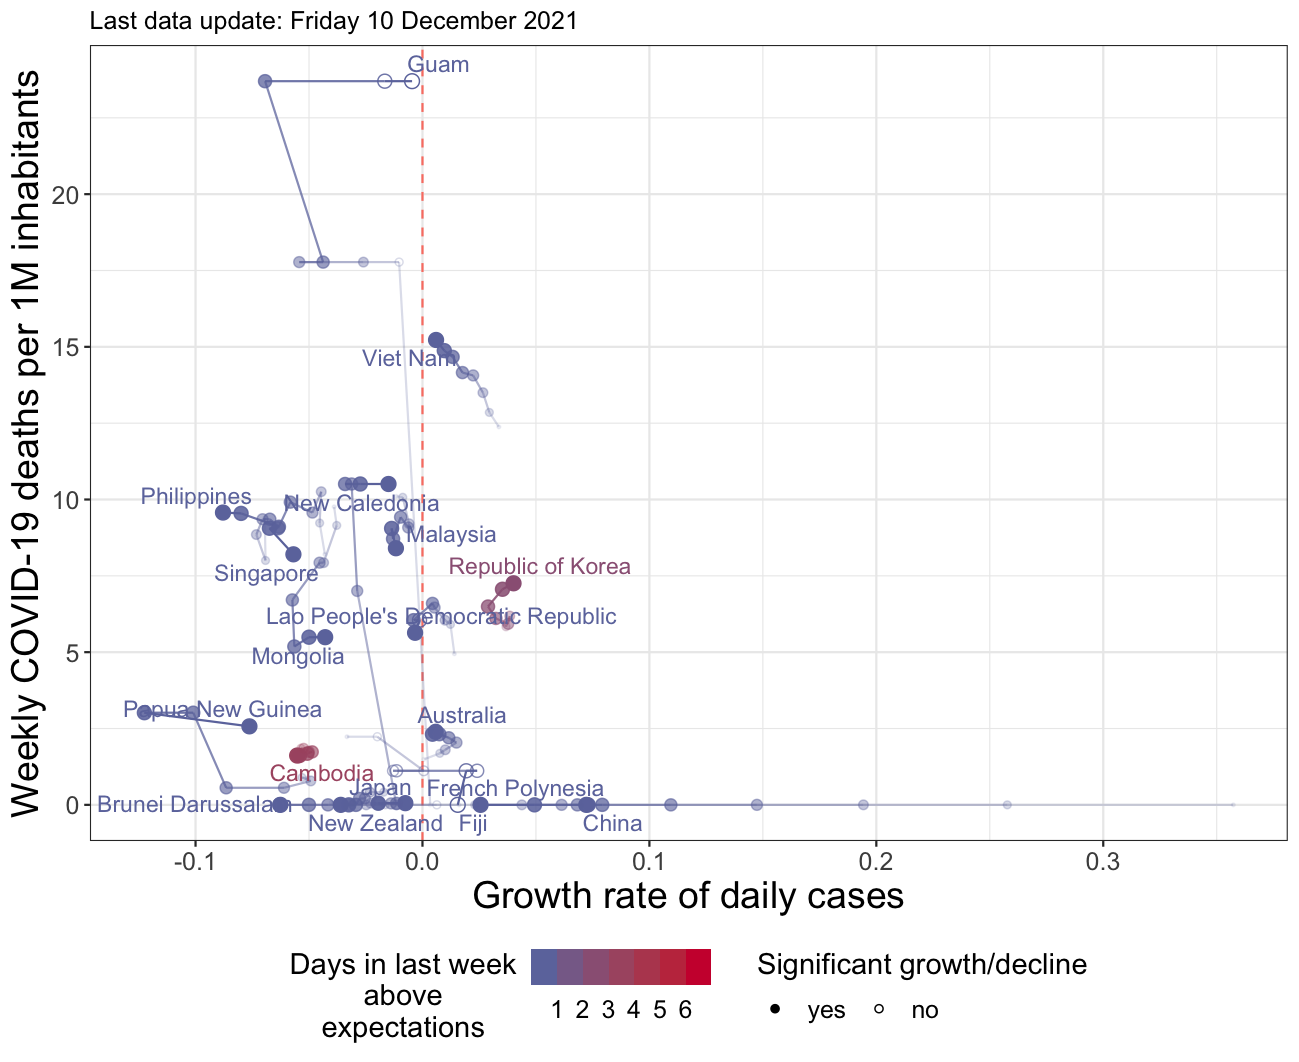 Last data update: Friday 10 December 2021
Weekly COVID-19 deaths per 1M inhabitants
20
15
10
5
0
Guam
Viet Nam
Philippines
New Caledonia
Malaysia
Singapore
Republic of Korea
Lao People's Democratic Republic
Mongolia
Papua New Guinea
Australia
Cambodia
Japan
French Polynesia
Brunei Darussalam
New Zealand
Fiji
China
-0.1
0.0
0.1
0.2
0.3
Growth rate of daily cases
Days in last week
above
expectations
1 2 3 4 5 6
Significant growth/decline
yes
no